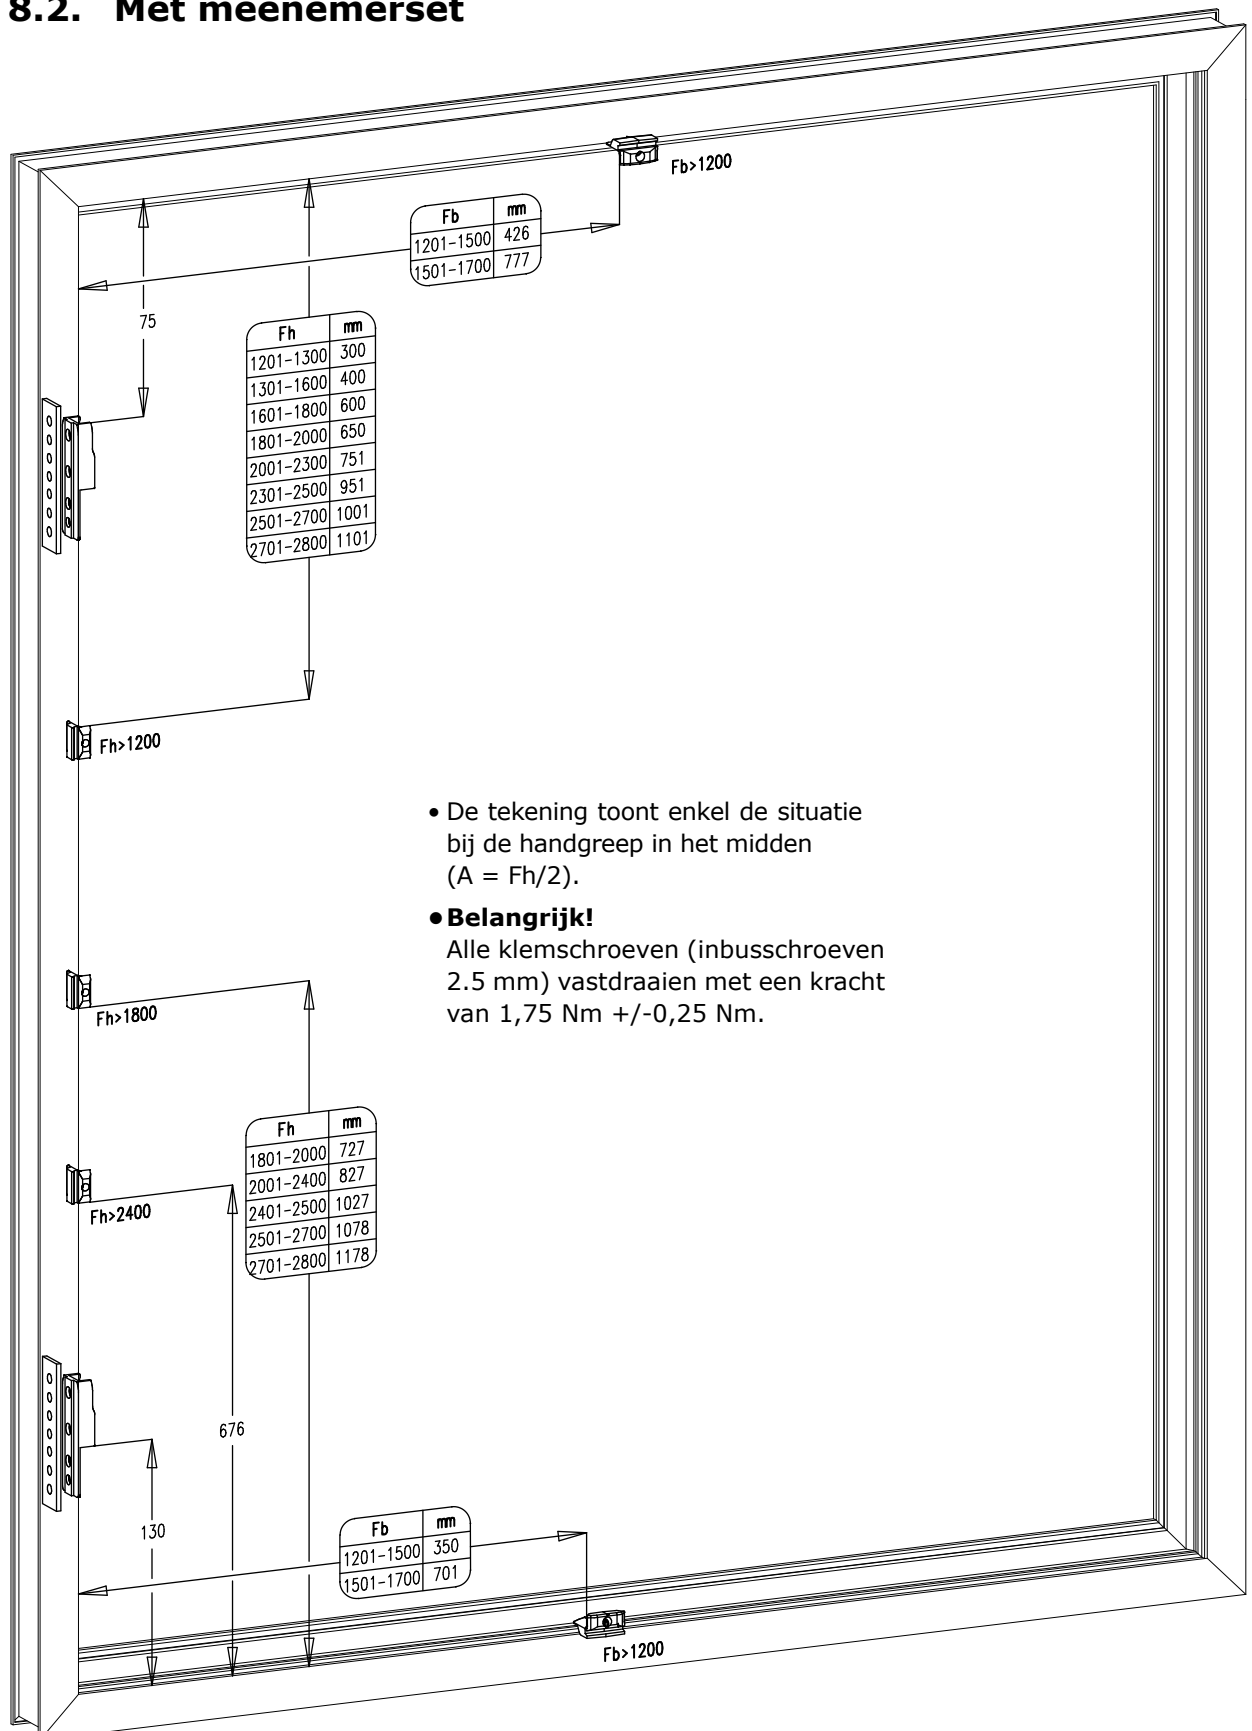 8.2. Met meenemerset
Fb>1200
Fb mm
1201-1500 426
1501-1700 777
75
Fh mm
1201-1300 300
1301-1600 400
1601-1800 600
1801-2000 650
2001-2300 751
2301-2500 951
2501-2700 1001
2701-2800 1101
Fh>1200
• De tekening toont enkel de situatie
bij de handgreep in het midden
(A = Fh/2).
• Belangrijk!
Alle klemschroeven (inbusschroeven
2.5 mm) vastdraaien met een kracht
van 1,75 Nm +/-0,25 Nm.
Fh>1800
Fh mm
1801-2000 727
2001-2400 827
2401-2500 1027
2501-2700 1078
2701-2800 1178
Fh>2400
676
130
Fb mm
1201-1500 350
1501-1700 701
Fb>1200